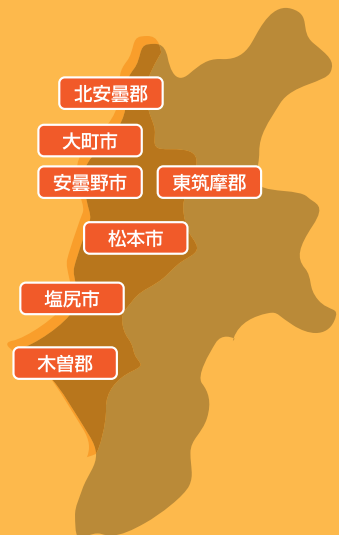 北安曇郡
大町市
安曇野市
東筑摩郡
松本市
塩尻市
木曽郡